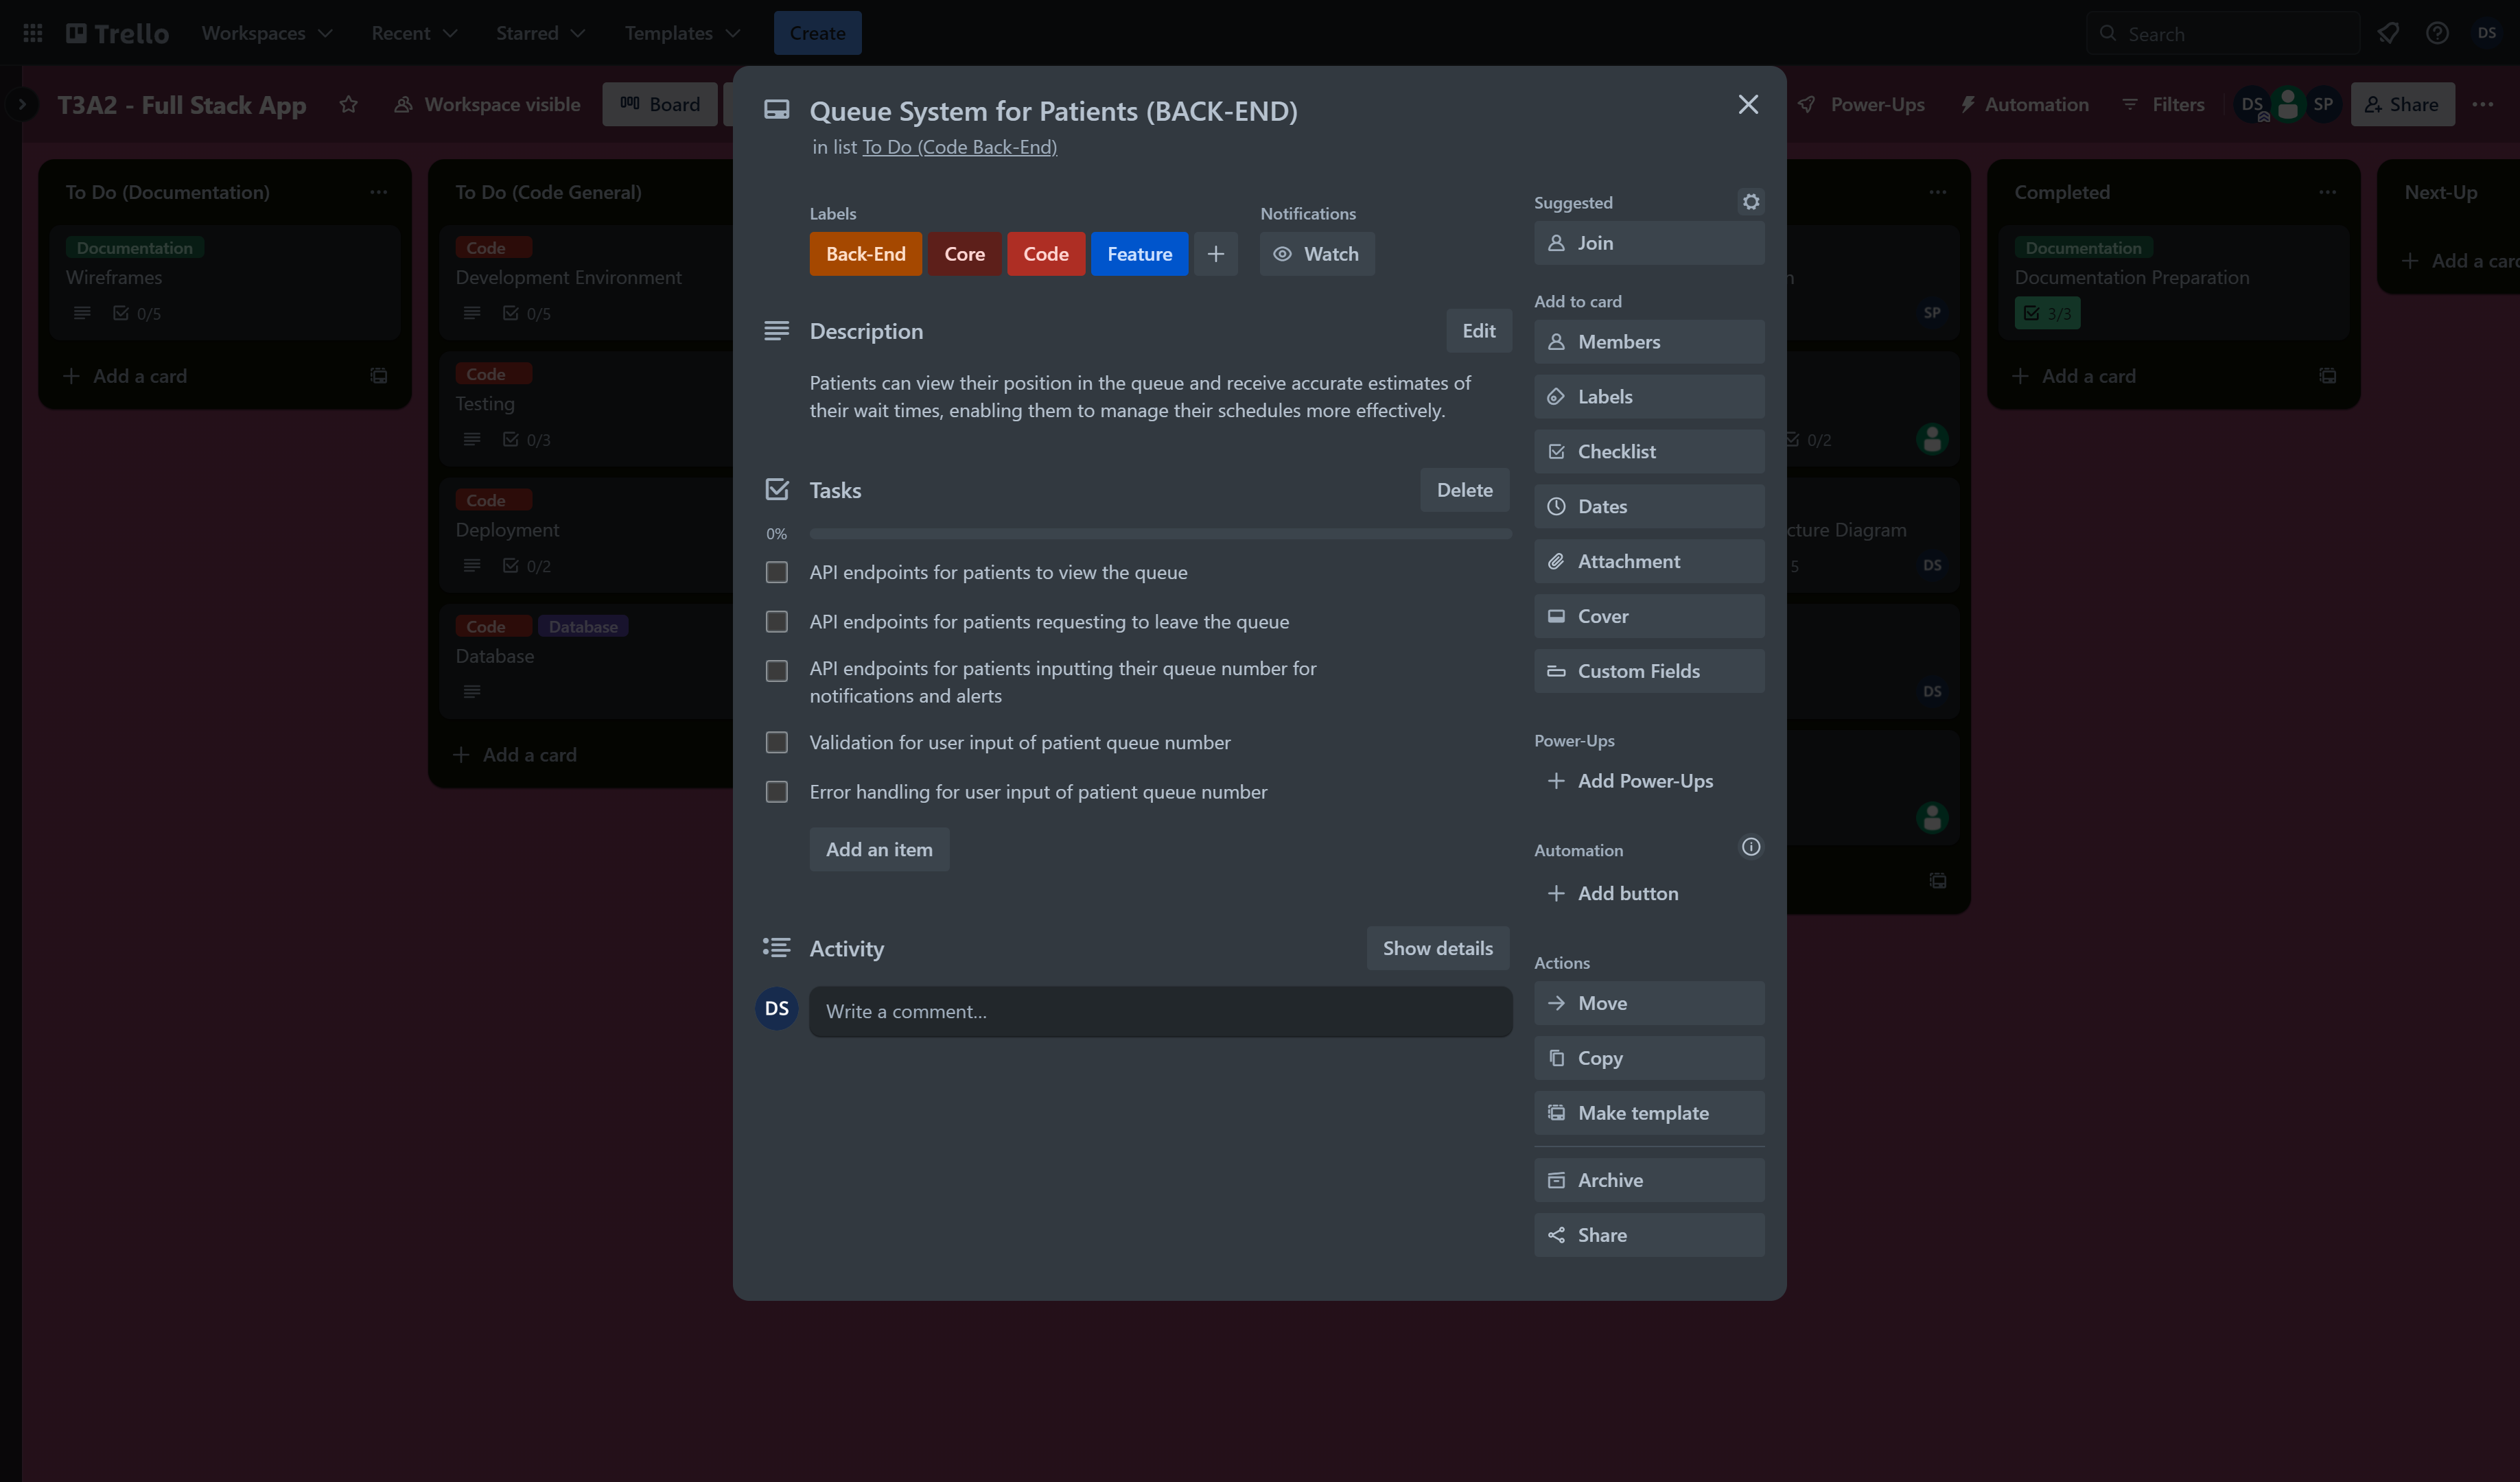 Trello
Workspaces
Recent
Starred
Templates
Create
Search
DS
T3A2 - Full Stack App
Workspace visible
Board
Power-Ups
Automation
Filters
DS
SP
Share
To Do (Documentation)
Documentation
Wireframes
0/5
Add a card
To Do (Code General)
Code
Development Environment
0/5
Code
Testing
0/3
Code
Deployment
0/2
Code
Database
Database
Add a card
Queue System for Patients (BACK-END)
in list To Do (Code Back-End)
Labels
Back-End
Core
Code
Feature
Notifications
Watch
Description
Edit
Patients can view their position in the queue and receive accurate estimates of
their wait times, enabling them to manage their schedules more effectively.
Tasks
Delete
0%
API endpoints for patients to view the queue
API endpoints for patients requesting to leave the queue
API endpoints for patients inputting their queue number for
notifications and alerts
Validation for user input of patient queue number
Error handling for user input of patient queue number
Add an item
Activity
Show details
DS
Write a comment...
Suggested
Join
Add to card
Members
Labels
Checklist
Dates
Attachment
Cover
Custom Fields
Power-Ups
Add Power-Ups
Automation
Add button
Actions
Move
Copy
Make template
Archive
Share
SP
0/2
cture Diagram
5
DS
DS
Completed
Documentation
Documentation Preparation
3/3
Add a card
Next-Up
Add a card